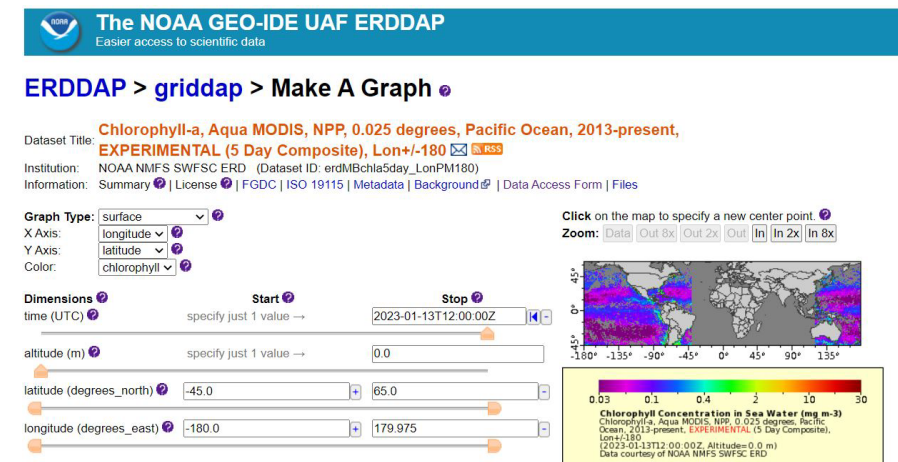 NOAA
The NOAA GEO-IDE UAF ERDDAP
Easier access to scientific data
ERDDAP > griddap > Make A Graph ?
Dataset Title: Chlorophyll-a, Aqua MODIS, NPP, 0.025 degrees, Pacific Ocean, 2013-present,
EXPERIMENTAL (5 Day Composite), Lon+/-180 RSS
Institution: NOAA NMFS SWFSC ERD (Dataset ID: erdMBchla5day_LonPM180)
Information: Summary ? | License ? | FGDC | ISO 19115 | Metadata | Background | Data Access Form | Files
Graph Type: surface ?
X Axis: longitude ?
Y Axis: latitude ?
Color: chlorophyll ?
Dimensions ? Start ? Stop ?
time (UTC) ? specify just 1 value → 2023-01-13T12:00:00Z -
altitude (m) ? specify just 1 value → 0.0
latitude (degrees_north) ? -45.0 + 65.0 -
longitude (degrees_east) ? -180.0 + 179.975 -
Click on the map to specify a new center point. ?
Zoom: Data Out 8x Out 2x Out In In 2x In 8x
45°
0°
-45°
-180° -135° -90° -45° 0° 45° 90° 135°
0.03 0.1 0.4 2 10 30
Chlorophyll Concentration in Sea Water (mg m-3)
Chlorophyll-a, Aqua MODIS, NPP, 0.025 degrees, Pacific
Ocean, 2013-present, EXPERIMENTAL (5 Day Composite),
Lon+/-180
(2023-01-13T12:00:00Z, Altitude=0.0 m)
Data courtesy of NOAA NMFS SWFSC ERD